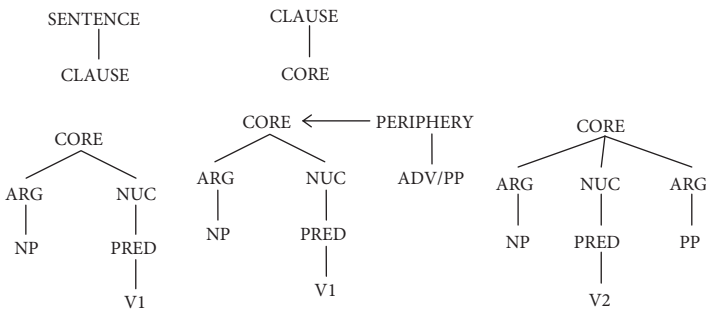 SENTENCE CLAUSE
CLAUSE CORE
CORE CORE PERIPHERY CORE
ARG NUC ARG NUC ADV/PP ARG NUC ARG
NP PRED NP PRED NP PRED PP
V1 V1 V2